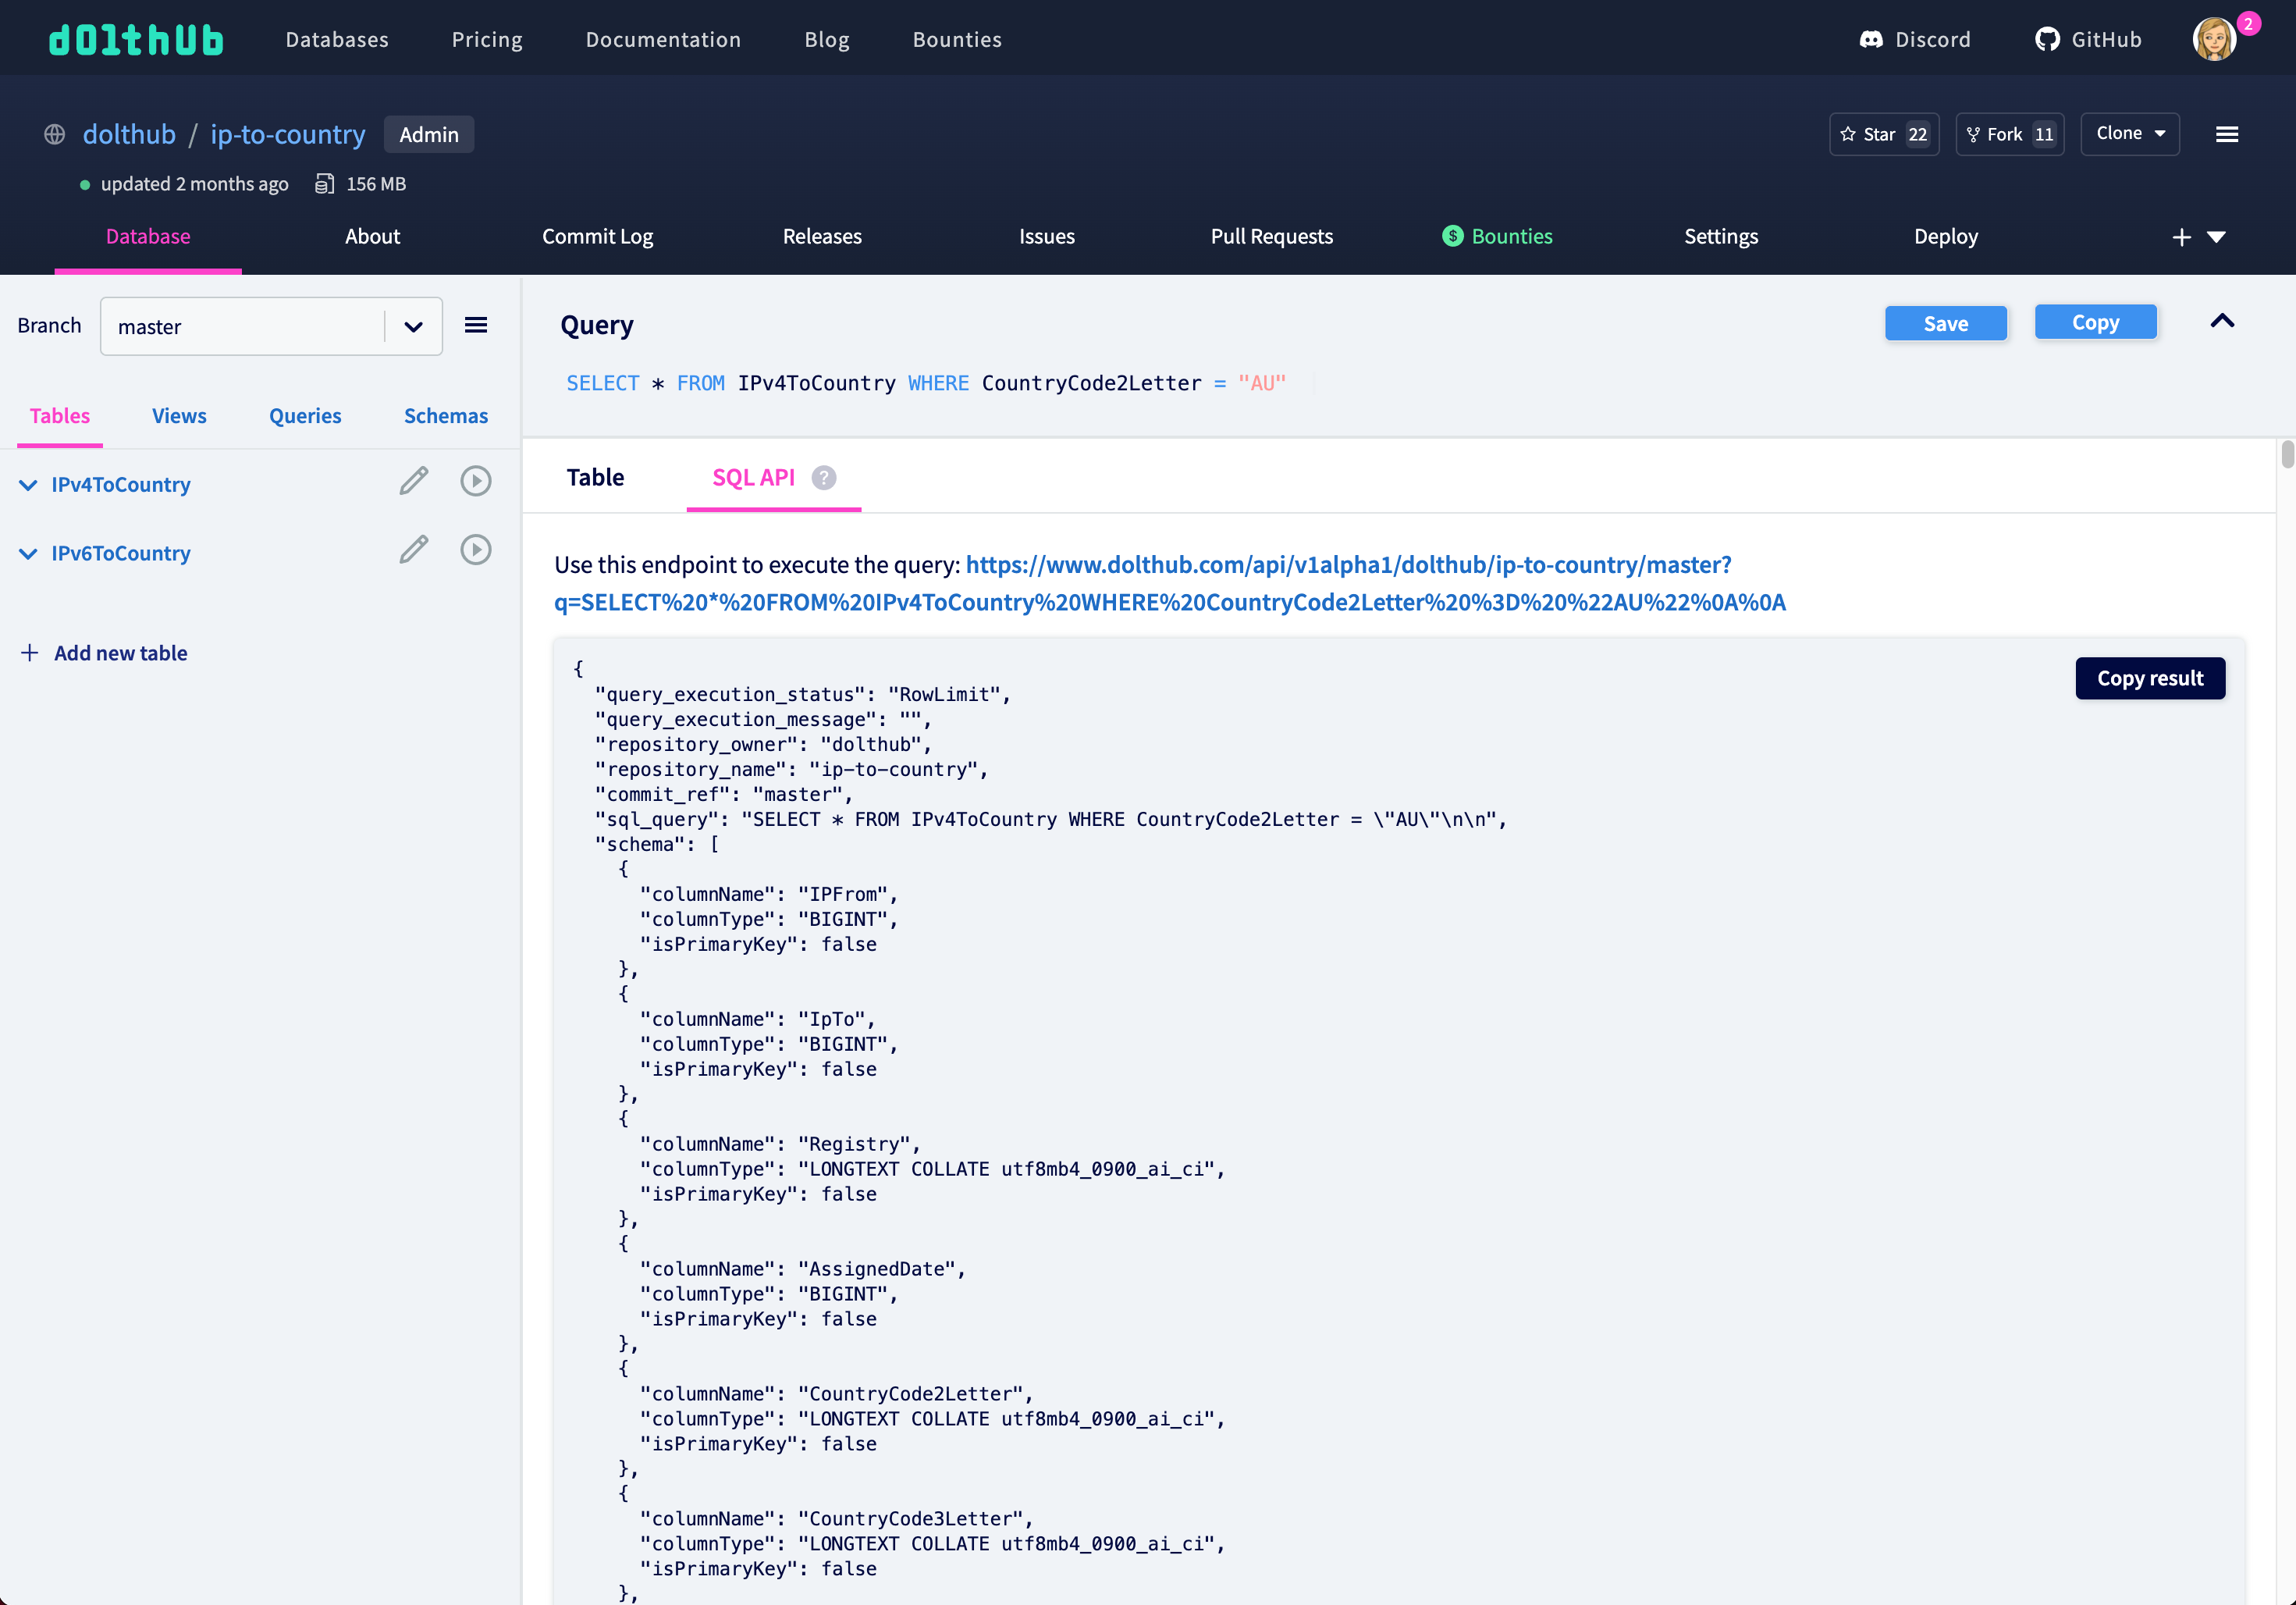 dolthub Databases Pricing Documentation Blog Bounties Discord GitHub 2
dolthub / ip-to-country Admin Star 22 Fork 11 Clone
updated 2 months ago 156 MB
Database About Commit Log Releases Issues Pull Requests $ Bounties Settings Deploy
Branch master
Query Save Copy
SELECT * FROM IPv4ToCountry WHERE CountryCode2Letter = "AU"
Tables Views Queries Schemas
IPv4ToCountry
IPv6ToCountry
+ Add new table
Table SQL API ?
Use this endpoint to execute the query: https://www.dolthub.com/api/v1alpha1/dolthub/ip-to-country/master?
q=SELECT%20*%20FROM%20IPv4ToCountry%20WHERE%20CountryCode2Letter%20%3D%20%22AU%22%0A%0A
Copy result
{
"query_execution_status": "RowLimit",
"query_execution_message": "",
"repository_owner": "dolthub",
"repository_name": "ip-to-country",
"commit_ref": "master",
"sql_query": "SELECT * FROM IPv4ToCountry WHERE CountryCode2Letter = \"AU\"\n\n",
"schema": [
{
"columnName": "IPFrom",
"columnType": "BIGINT",
"isPrimaryKey": false
},
{
"columnName": "IpTo",
"columnType": "BIGINT",
"isPrimaryKey": false
},
{
"columnName": "Registry",
"columnType": "LONGTEXT COLLATE utf8mb4_0900_ai_ci",
"isPrimaryKey": false
},
{
"columnName": "AssignedDate",
"columnType": "BIGINT",
"isPrimaryKey": false
},
{
"columnName": "CountryCode2Letter",
"columnType": "LONGTEXT COLLATE utf8mb4_0900_ai_ci",
"isPrimaryKey": false
},
{
"columnName": "CountryCode3Letter",
"columnType": "LONGTEXT COLLATE utf8mb4_0900_ai_ci",
"isPrimaryKey": false
},